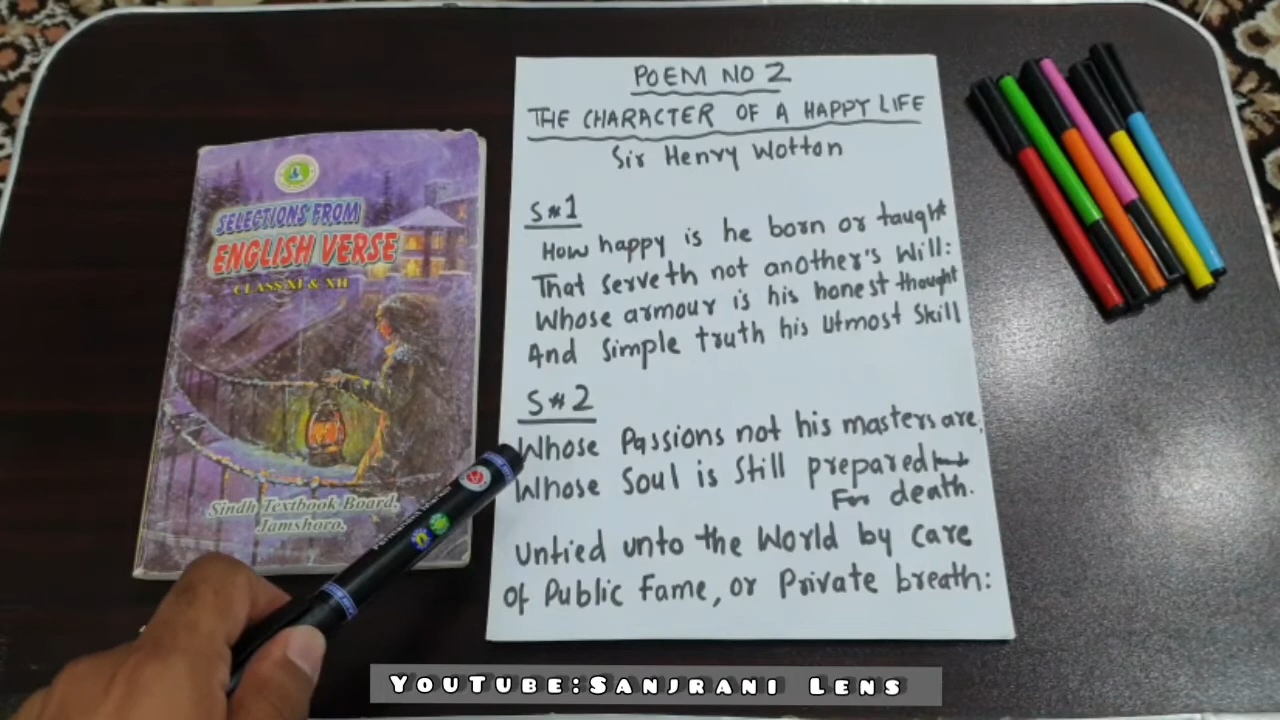 SELECTIONS FROM
ENGLISH VERSE
CLASS XI & XII
Sindh Textbook Board,
Jamshoro.
POEM NO 2
THE CHARACTER OF A HAPPY LIFE
Sir Henry Wotton
S#1
How happy is he born or taught
That serveth not another's Will:
Whose armour is his honest thought
And Simple truth his Utmost Skill
S#2
Whose Passions not his masters are,
Whose Soul is Still prepared
For death.
Untied unto the World by care
of Public Fame, or Private breath:
YouTube:Sanjrani Lens